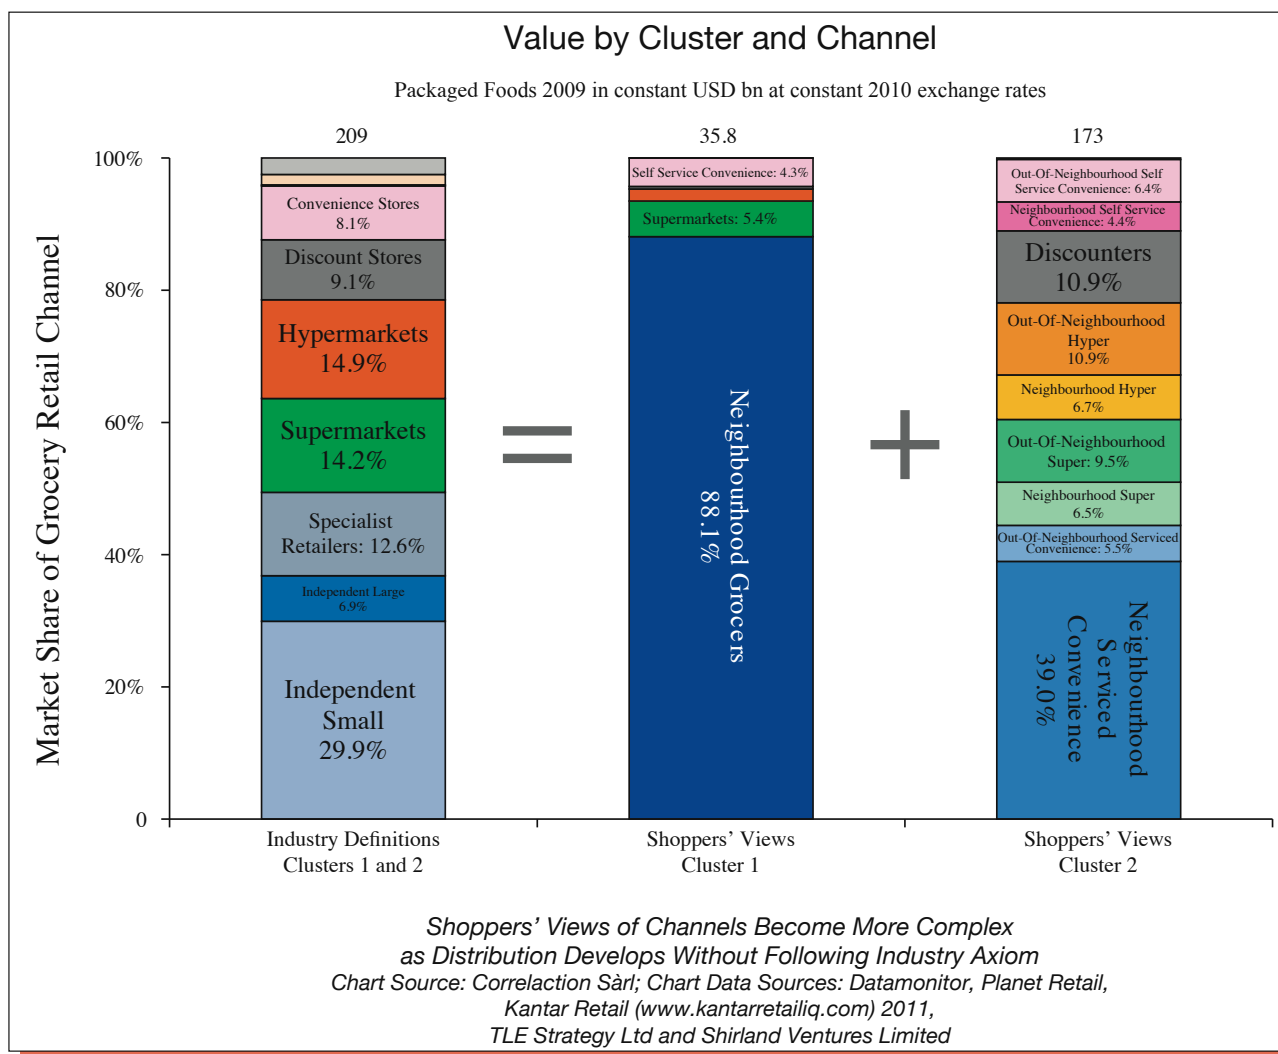 Value by Cluster and Channel
Packaged Foods 2009 in constant USD bn at constant 2010 exchange rates
209
35.8
173
Market Share of Grocery Retail Channel
100%
80%
60%
40%
20%
0
Convenience Stores
8.1%
Discount Stores
9.1%
Hypermarkets
14.9%
Supermarkets
14.2%
Specialist
Retailers: 12.6%
Independent Large
6.9%
Independent
Small
29.9%
=
Self Service Convenience: 4.3%
Supermarkets: 5.4%
Neighbourhood Grocers
88.1%
+
Out-Of-Neighbourhood Self
Service Convenience: 6.4%
Neighbourhood Self Service
Convenience: 4.4%
Discounters
10.9%
Out-Of-Neighbourhood
Hyper
10.9%
Neighbourhood Hyper
6.7%
Out-Of-Neighbourhood
Super: 9.5%
Neighbourhood Super
6.5%
Out-Of-Neighbourhood Serviced
Convenience: 5.5%
Neighbourhood
Serviced
Convenience
39.0%
Industry Definitions
Clusters 1 and 2
Shoppers' Views
Cluster 1
Shoppers' Views
Cluster 2
Shoppers' Views of Channels Become More Complex
as Distribution Develops Without Following Industry Axiom
Chart Source: Correlaction Sàrl; Chart Data Sources: Datamonitor, Planet Retail,
Kantar Retail (www.kantarretailiq.com) 2011,
TLE Strategy Ltd and Shirland Ventures Limited